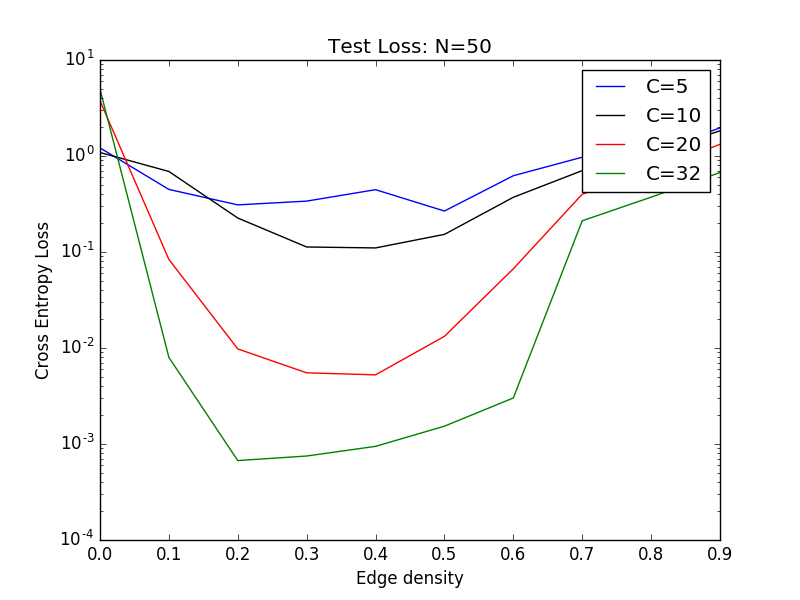 Test Loss: N=50
C=5
C=10
C=20
C=32
Cross Entropy Loss
10^1
10^0
10^-1
10^-2
10^-3
10^-4
0.0 0.1 0.2 0.3 0.4 0.5 0.6 0.7 0.8 0.9
Edge density